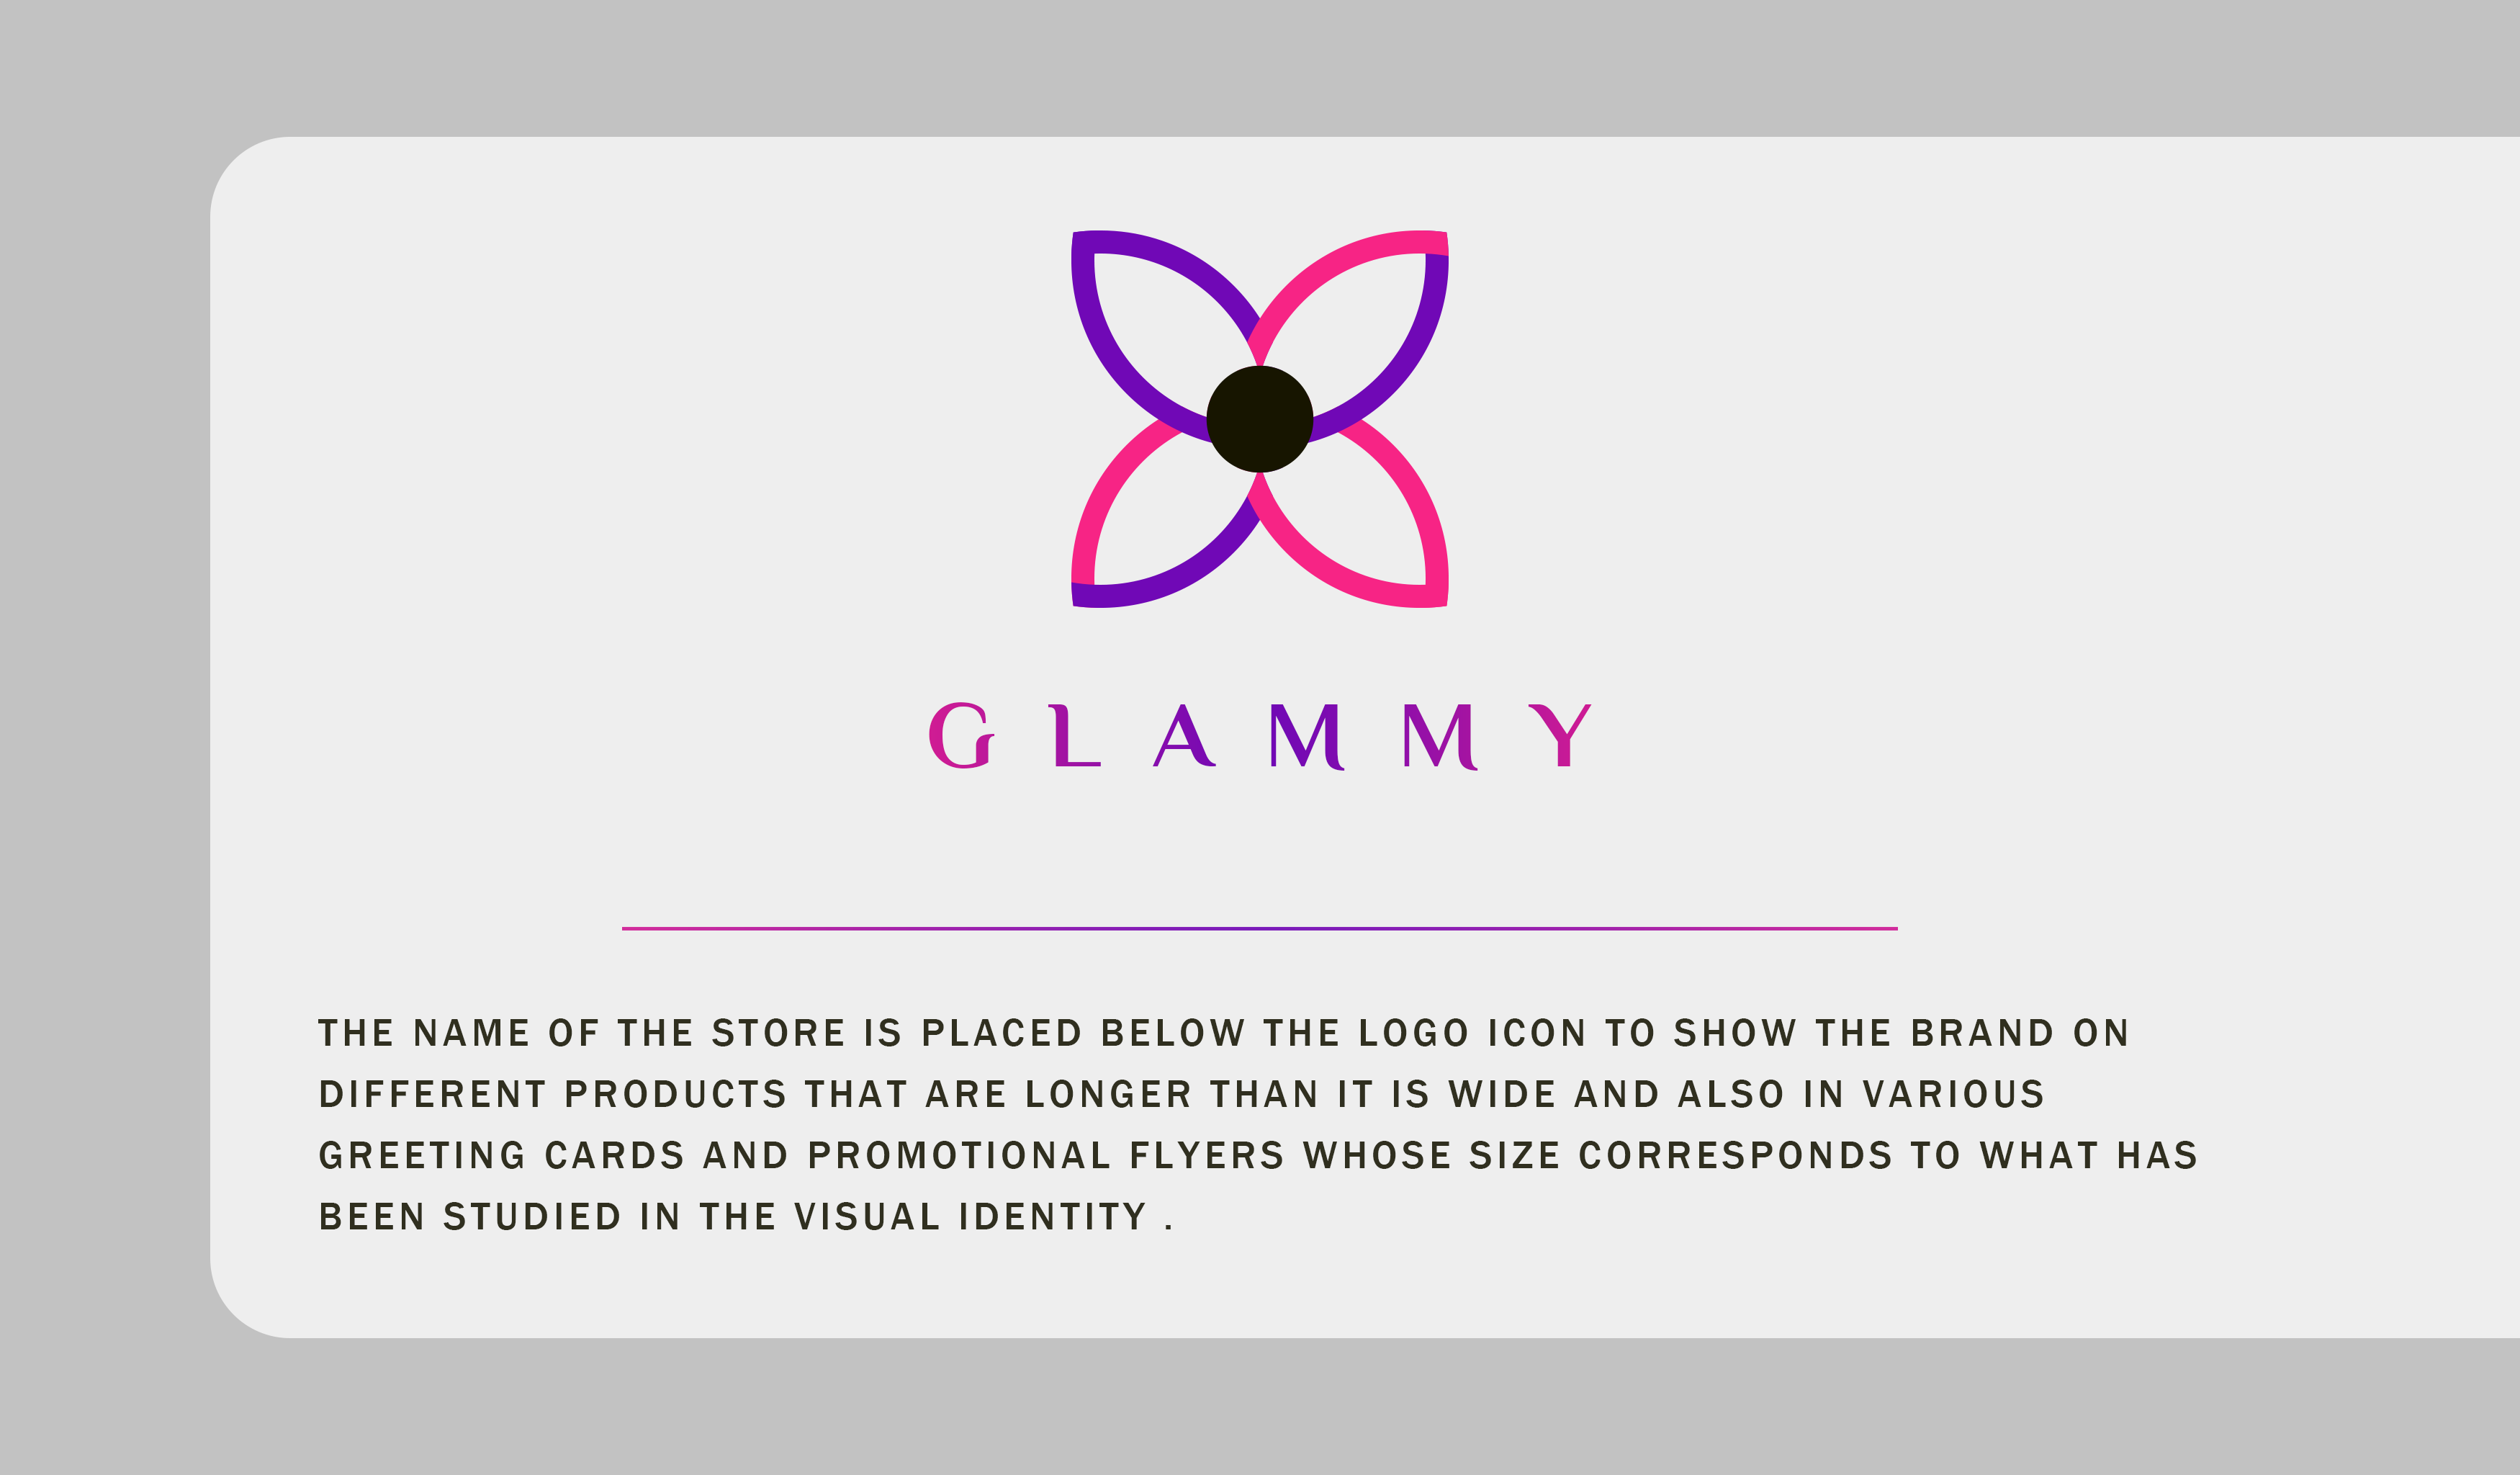 GLAMMY
THE NAME OF THE STORE IS PLACED BELOW THE LOGO ICON TO SHOW THE BRAND ON
DIFFERENT PRODUCTS THAT ARE LONGER THAN IT IS WIDE AND ALSO IN VARIOUS
GREETING CARDS AND PROMOTIONAL FLYERS WHOSE SIZE CORRESPONDS TO WHAT HAS
BEEN STUDIED IN THE VISUAL IDENTITY .